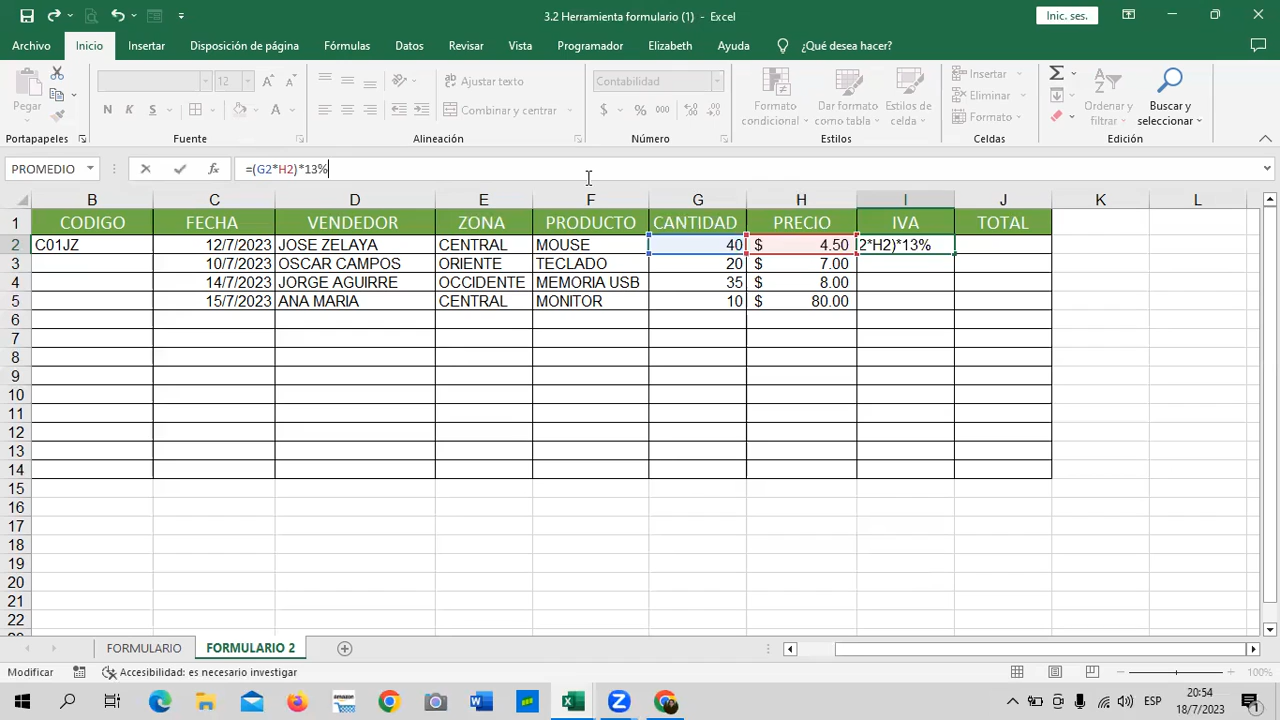 3.2 Herramienta formulario (1) - Excel
Inic. ses.
Archivo Inicio Insertar Disposición de página Fórmulas Datos Revisar Vista Programador Elizabeth Ayuda ¿Qué desea hacer?
Pegar
12
N K S
Ajustar texto
Combinar y centrar
Contabilidad
$ % 000
Formato condicional
Dar formato como tabla
Estilos de celda
Insertar
Eliminar
Formato
Ordenar y filtrar
Buscar y seleccionar
Portapapeles Fuente Alineación Número Estilos Celdas Edición
PROMEDIO fx =(G2*H2)*13%
B C D E F G H I J K L
1 CODIGO FECHA VENDEDOR ZONA PRODUCTO CANTIDAD PRECIO IVA TOTAL
2 C01JZ 12/7/2023 JOSE ZELAYA CENTRAL MOUSE 40 $ 4.50 2*H2)*13%
3 10/7/2023 OSCAR CAMPOS ORIENTE TECLADO 20 $ 7.00
4 14/7/2023 JORGE AGUIRRE OCCIDENTE MEMORIA USB 35 $ 8.00
5 15/7/2023 ANA MARIA CENTRAL MONITOR 10 $ 80.00
6
7
8
9
10
11
12
13
14
15
16
17
18
19
20
21
22
FORMULARIO FORMULARIO 2
Modificar Accesibilidad: es necesario investigar 100%
amazon
ESP
20:54
18/7/2023